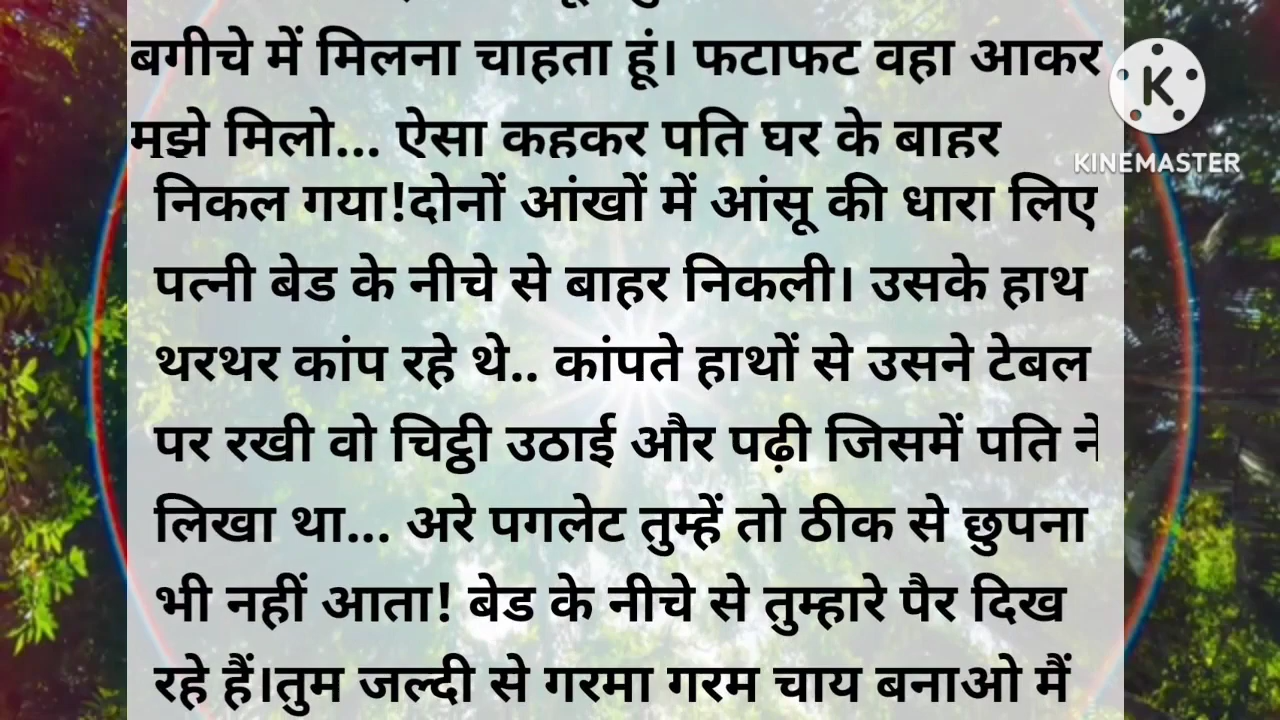 बगीचे में मिलना चाहता हूं। फटाफट वहा आकर
मुझे मिलो... ऐसा कहकर पति घर के बाहर
निकल गया!दोनों आंखों में आंसू की धारा लिए
पत्नी बेड के नीचे से बाहर निकली। उसके हाथ
थरथर कांप रहे थे.. कांपते हाथों से उसने टेबल
पर रखी वो चिट्ठी उठाई और पढ़ी जिसमें पति ने
लिखा था... अरे पगलेट तुम्हें तो ठीक से छुपना
भी नहीं आता! बेड के नीचे से तुम्हारे पैर दिख
रहे हैं।तुम जल्दी से गरमा गरम चाय बनाओ मैं
K
KINEMASTER